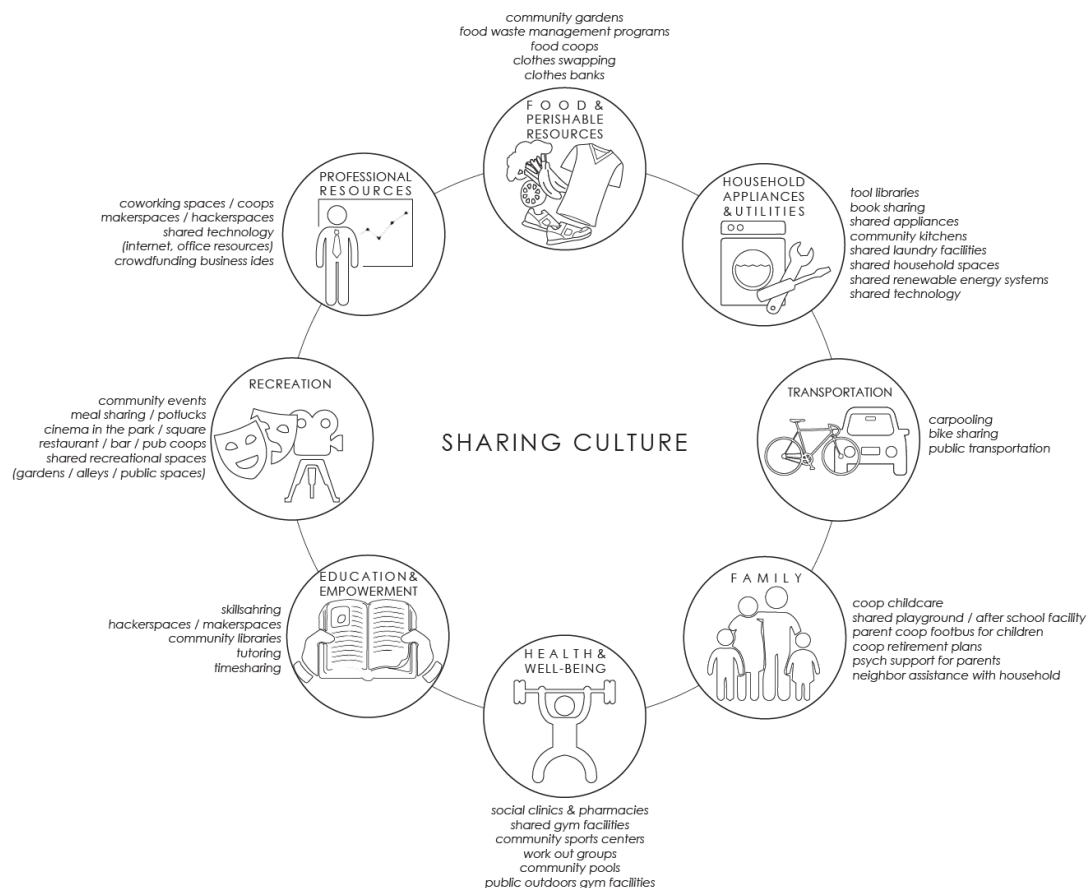 community gardens
food waste management programs
food coops
clothes swapping
clothes banks
FOOD &
PERISHABLE
RESOURCES
HOUSEHOLD
APPLIANCES
& UTILITIES
tool libraries
book sharing
shared appliances
community kitchens
shared laundry facilities
shared household spaces
shared renewable energy systems
shared technology
TRANSPORTATION
carpooling
bike sharing
public transportation
FAMILY
coop childcare
shared playground / after school facility
parent coop footbus for children
coop retirement plans
psych support for parents
neighbor assistance with household
HEALTH &
WELL-BEING
social clinics & pharmacies
shared gym facilities
community sports centers
work out groups
community pools
public outdoors gym facilities
EDUCATION &
EMPOWERMENT
skillsahring
hackerspaces / makerspaces
community libraries
tutoring
timesharing
RECREATION
community events
meal sharing / potlucks
cinema in the park / square
restaurant / bar / pub coops
shared recreational spaces
(gardens / alleys / public spaces)
PROFESSIONAL
RESOURCES
coworking spaces / coops
makerspaces / hackerspaces
shared technology
(internet, office resources)
crowdfunding business ides
SHARING CULTURE